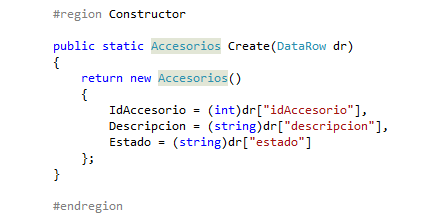 #region Constructor
public static Accesorios Create(DataRow dr)
{
return new Accesorios()
{
IdAccesorio = (int)dr["idAccesorio"],
Descripcion = (string)dr["descripcion"],
Estado = (string)dr["estado"]
};
}
#endregion